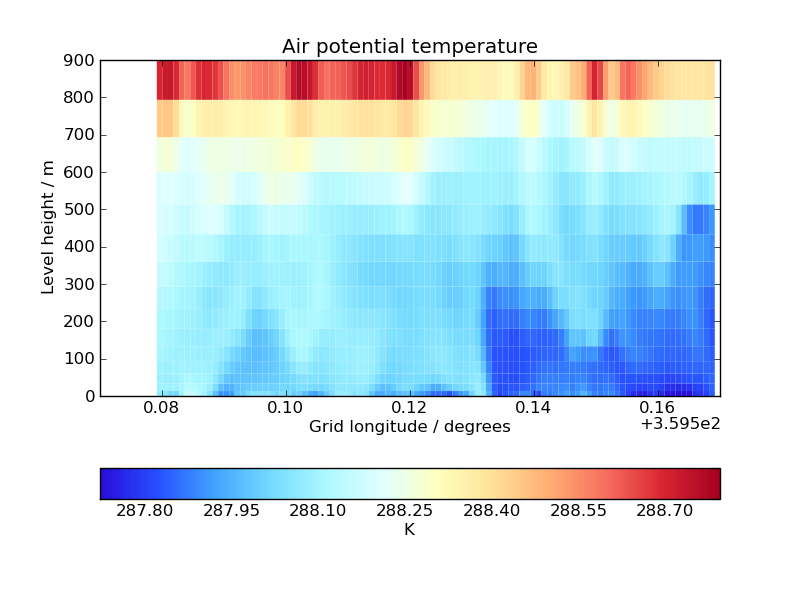 Air potential temperature
900
800
700
600
500
400
300
200
100
0
Level height / m
0.08 0.10 0.12 0.14 0.16
+3.595e2
Grid longitude / degrees
287.80 287.95 288.10 288.25 288.40 288.55 288.70
K